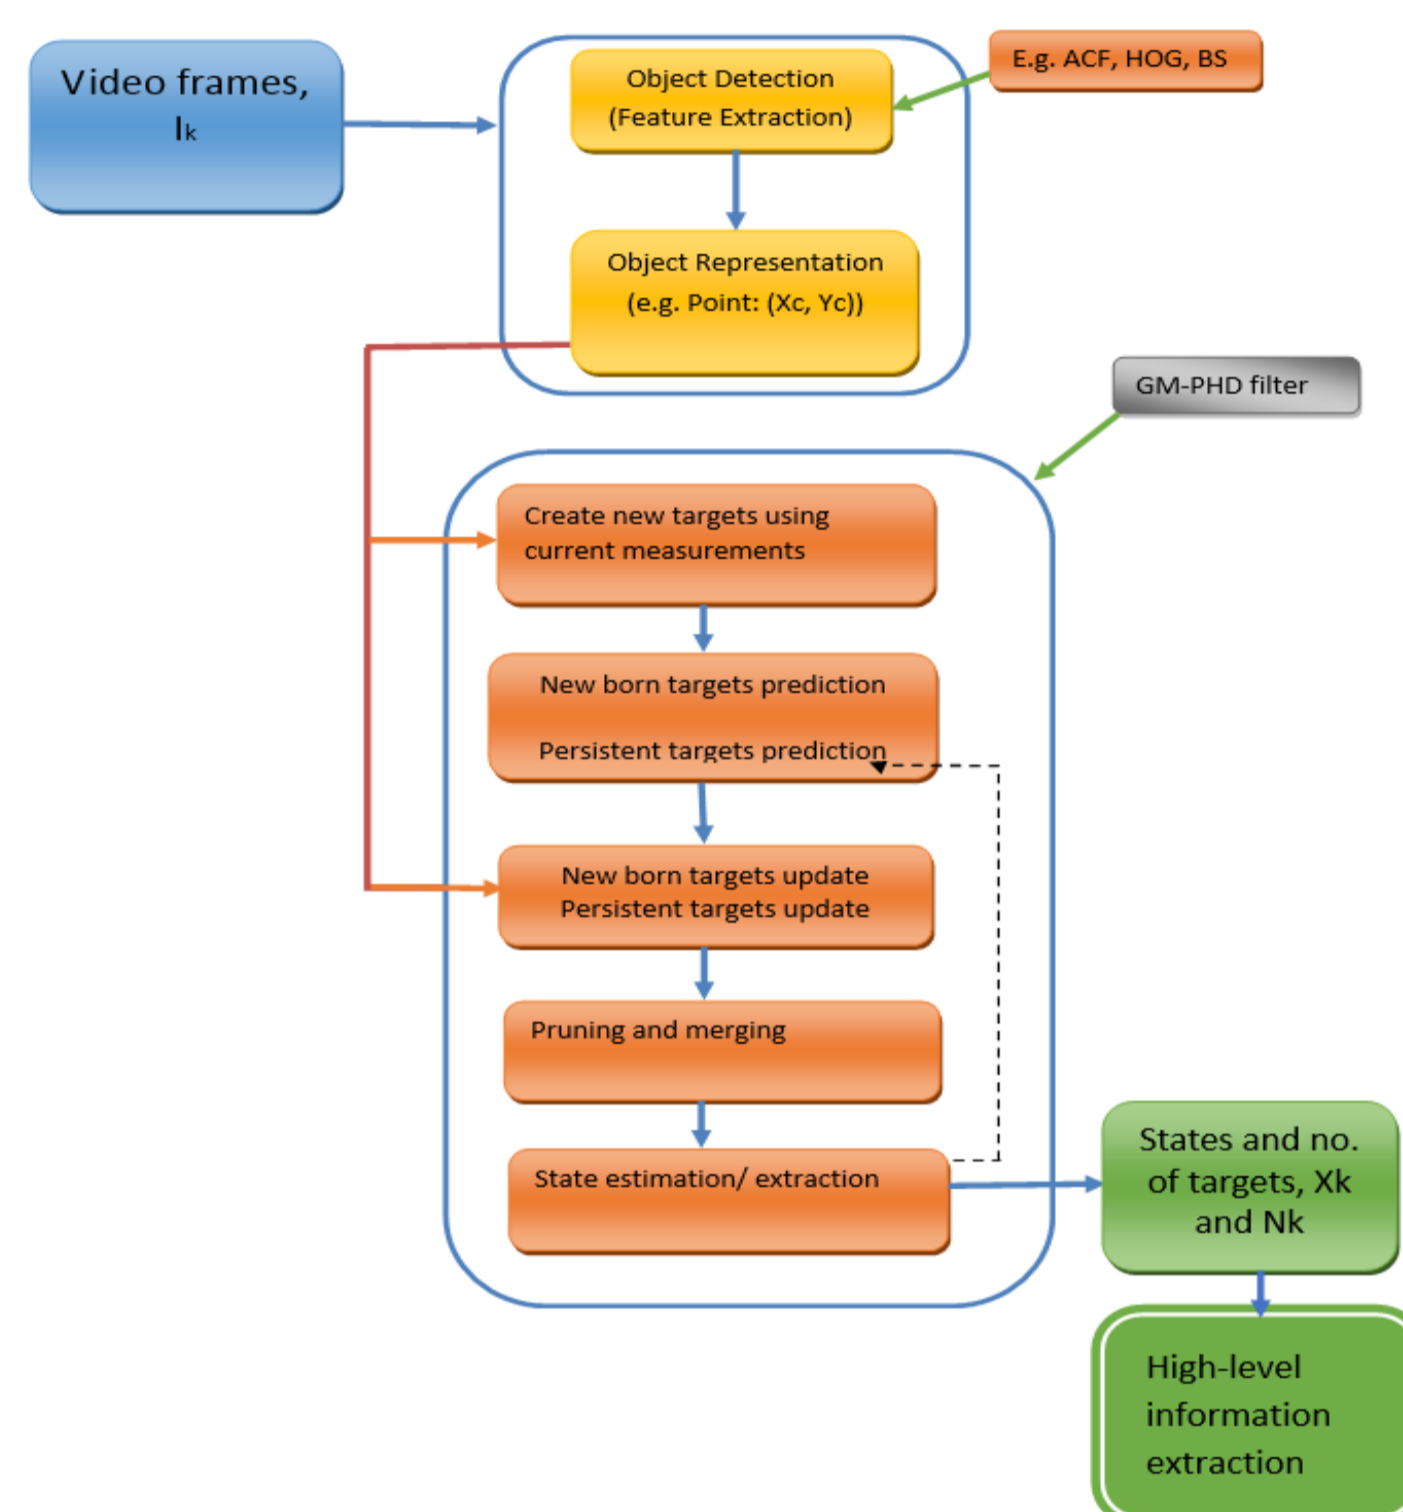 Video frames,
Ik
Object Detection
(Feature Extraction)
E.g. ACF, HOG, BS
Object Representation
(e.g. Point: (Xc, Yc))
GM-PHD filter
Create new targets using
current measurements
New born targets prediction
Persistent targets prediction
New born targets update
Persistent targets update
Pruning and merging
State estimation/ extraction
States and no.
of targets, Xk
and Nk
High-level
information
extraction